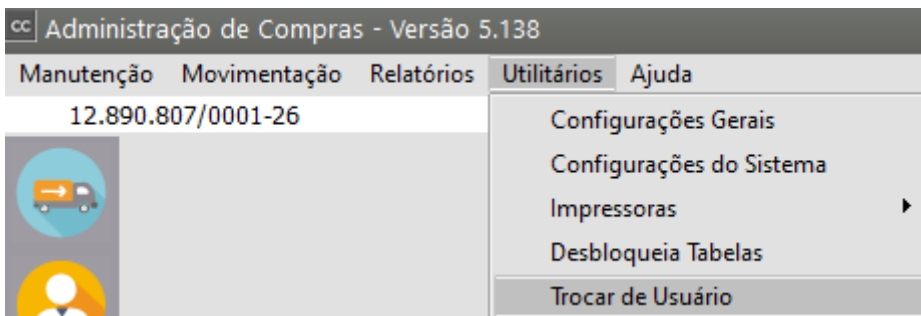 cc Administração de Compras - Versão 5.138
Manutenção Movimentação Relatórios Utilitários Ajuda
12.890.807/0001-26
Configurações Gerais
Configurações do Sistema
Impressoras
Desbloqueia Tabelas
Trocar de Usuário